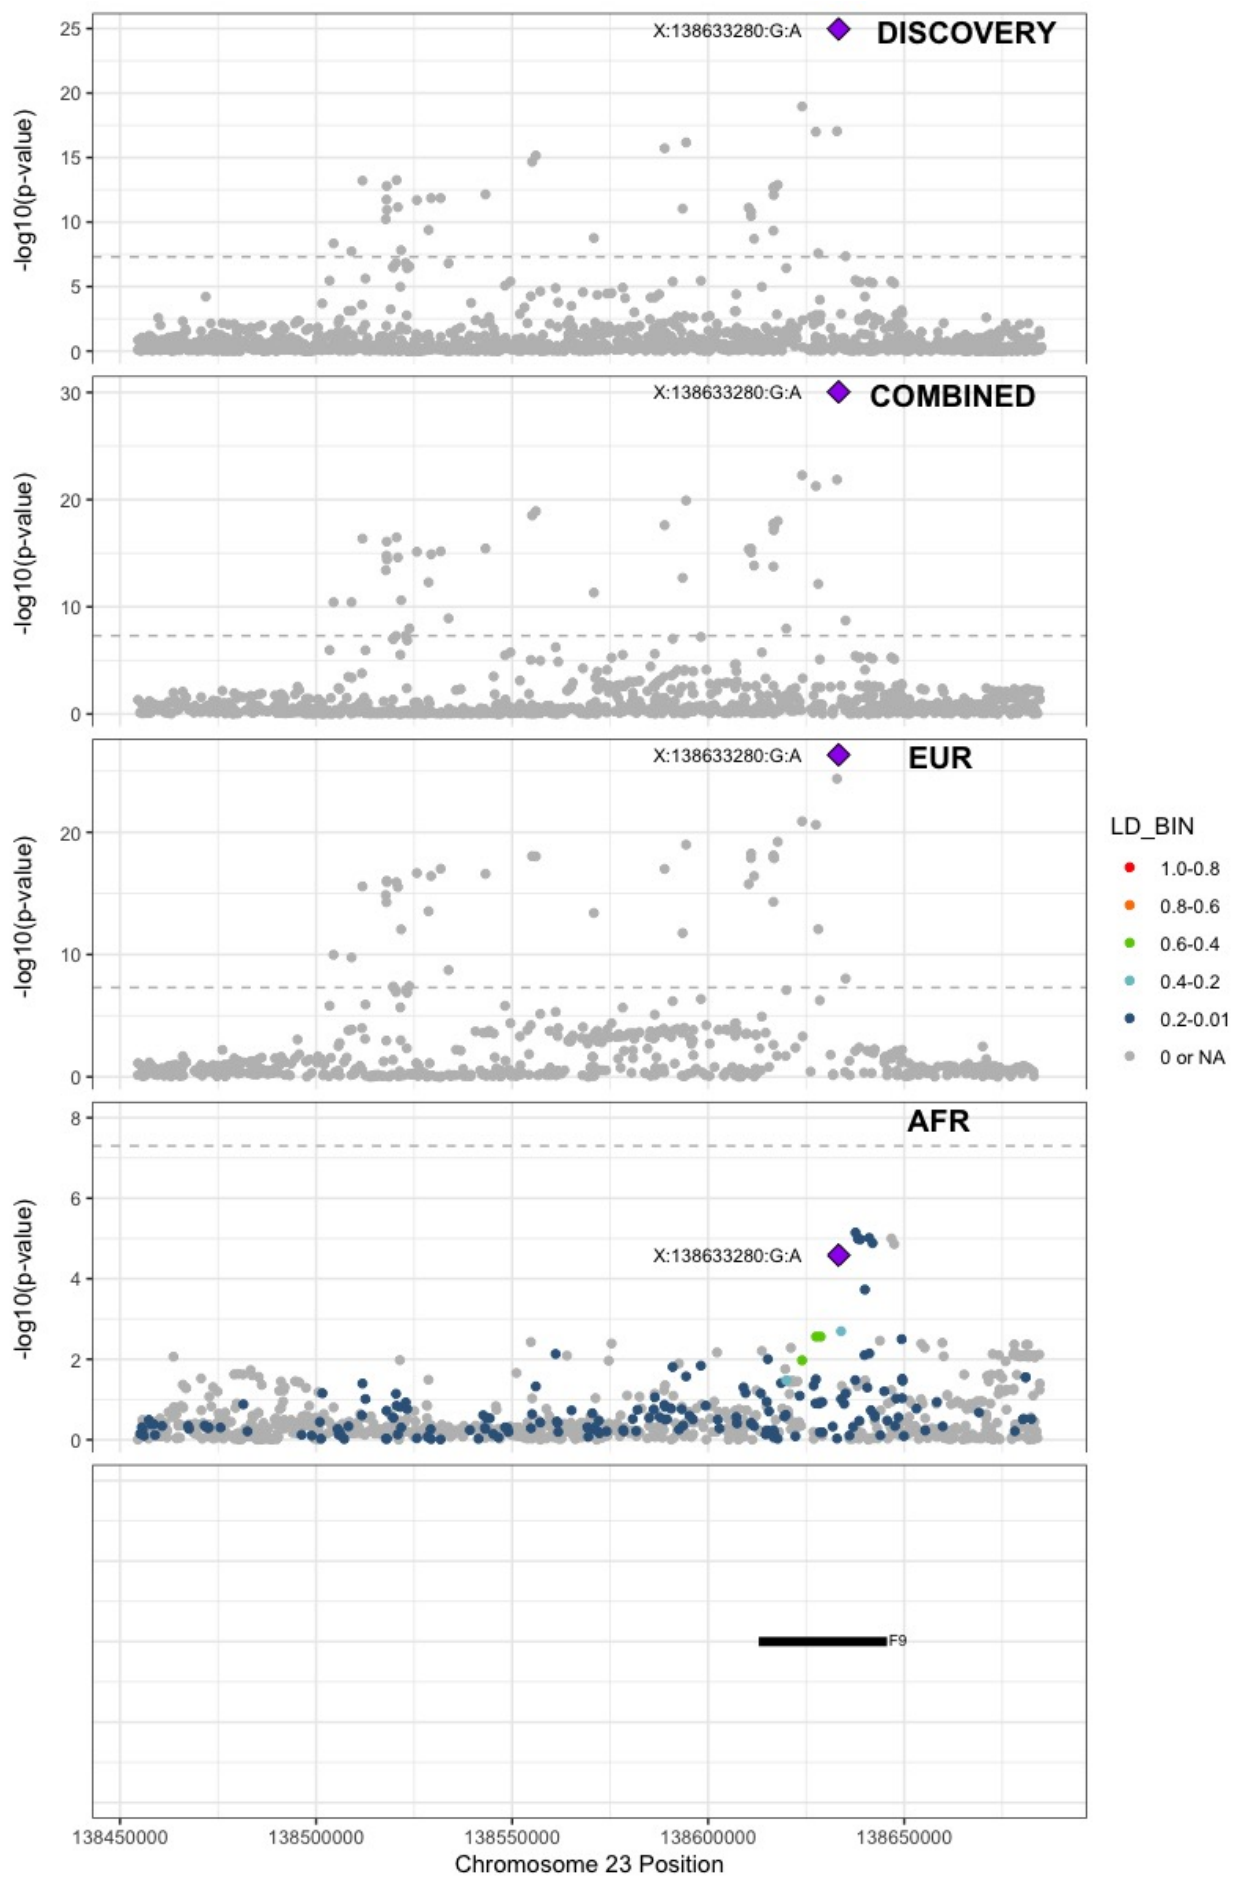 X:138633280:G:A DISCOVERY
25
20
15
10
5
0
-log10(p-value)
X:138633280:G:A COMBINED
30
20
10
0
-log10(p-value)
X:138633280:G:A EUR
20
10
0
-log10(p-value)
AFR
8
6
X:138633280:G:A
4
2
0
-log10(p-value)
LD_BIN
1.0-0.8
0.8-0.6
0.6-0.4
0.4-0.2
0.2-0.01
0 or NA
F9
138450000 138500000 138550000 138600000 138650000
Chromosome 23 Position